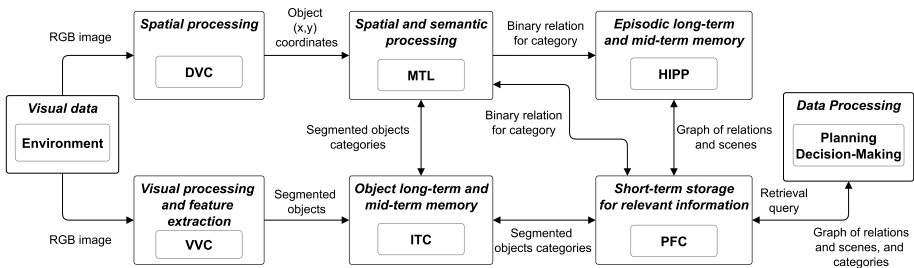 Spatial processing
DVC
Object
(x,y)
coordinates
Spatial and semantic
processing
MTL
Binary relation
for category
Episodic long-term
and mid-term memory
HIPP
RGB image
Visual data
Environment
Segmented objects
categories
Binary relation
for category
Graph of relations
and scenes
Data Processing
Planning
Decision-Making
RGB image
Visual processing
and feature
extraction
VVC
Segmented
objects
Object long-term and
mid-term memory
ITC
Segmented
objects categories
Short-term storage
for relevant information
PFC
Retrieval
query
Graph of relations
and scenes, and
categories